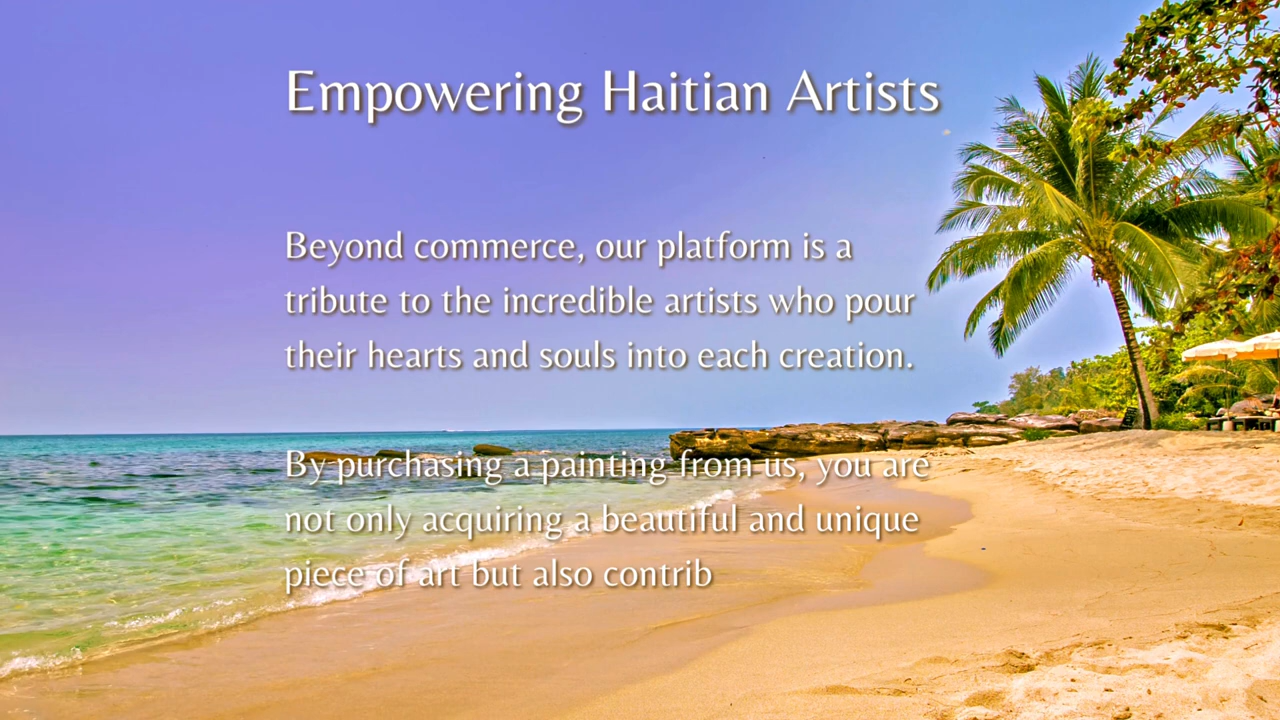 Empowering Haitian Artists
Beyond commerce, our platform is a
tribute to the incredible artists who pour
their hearts and souls into each creation.
By purchasing a painting from us, you are
not only acquiring a beautiful and unique
piece of art but also contrib